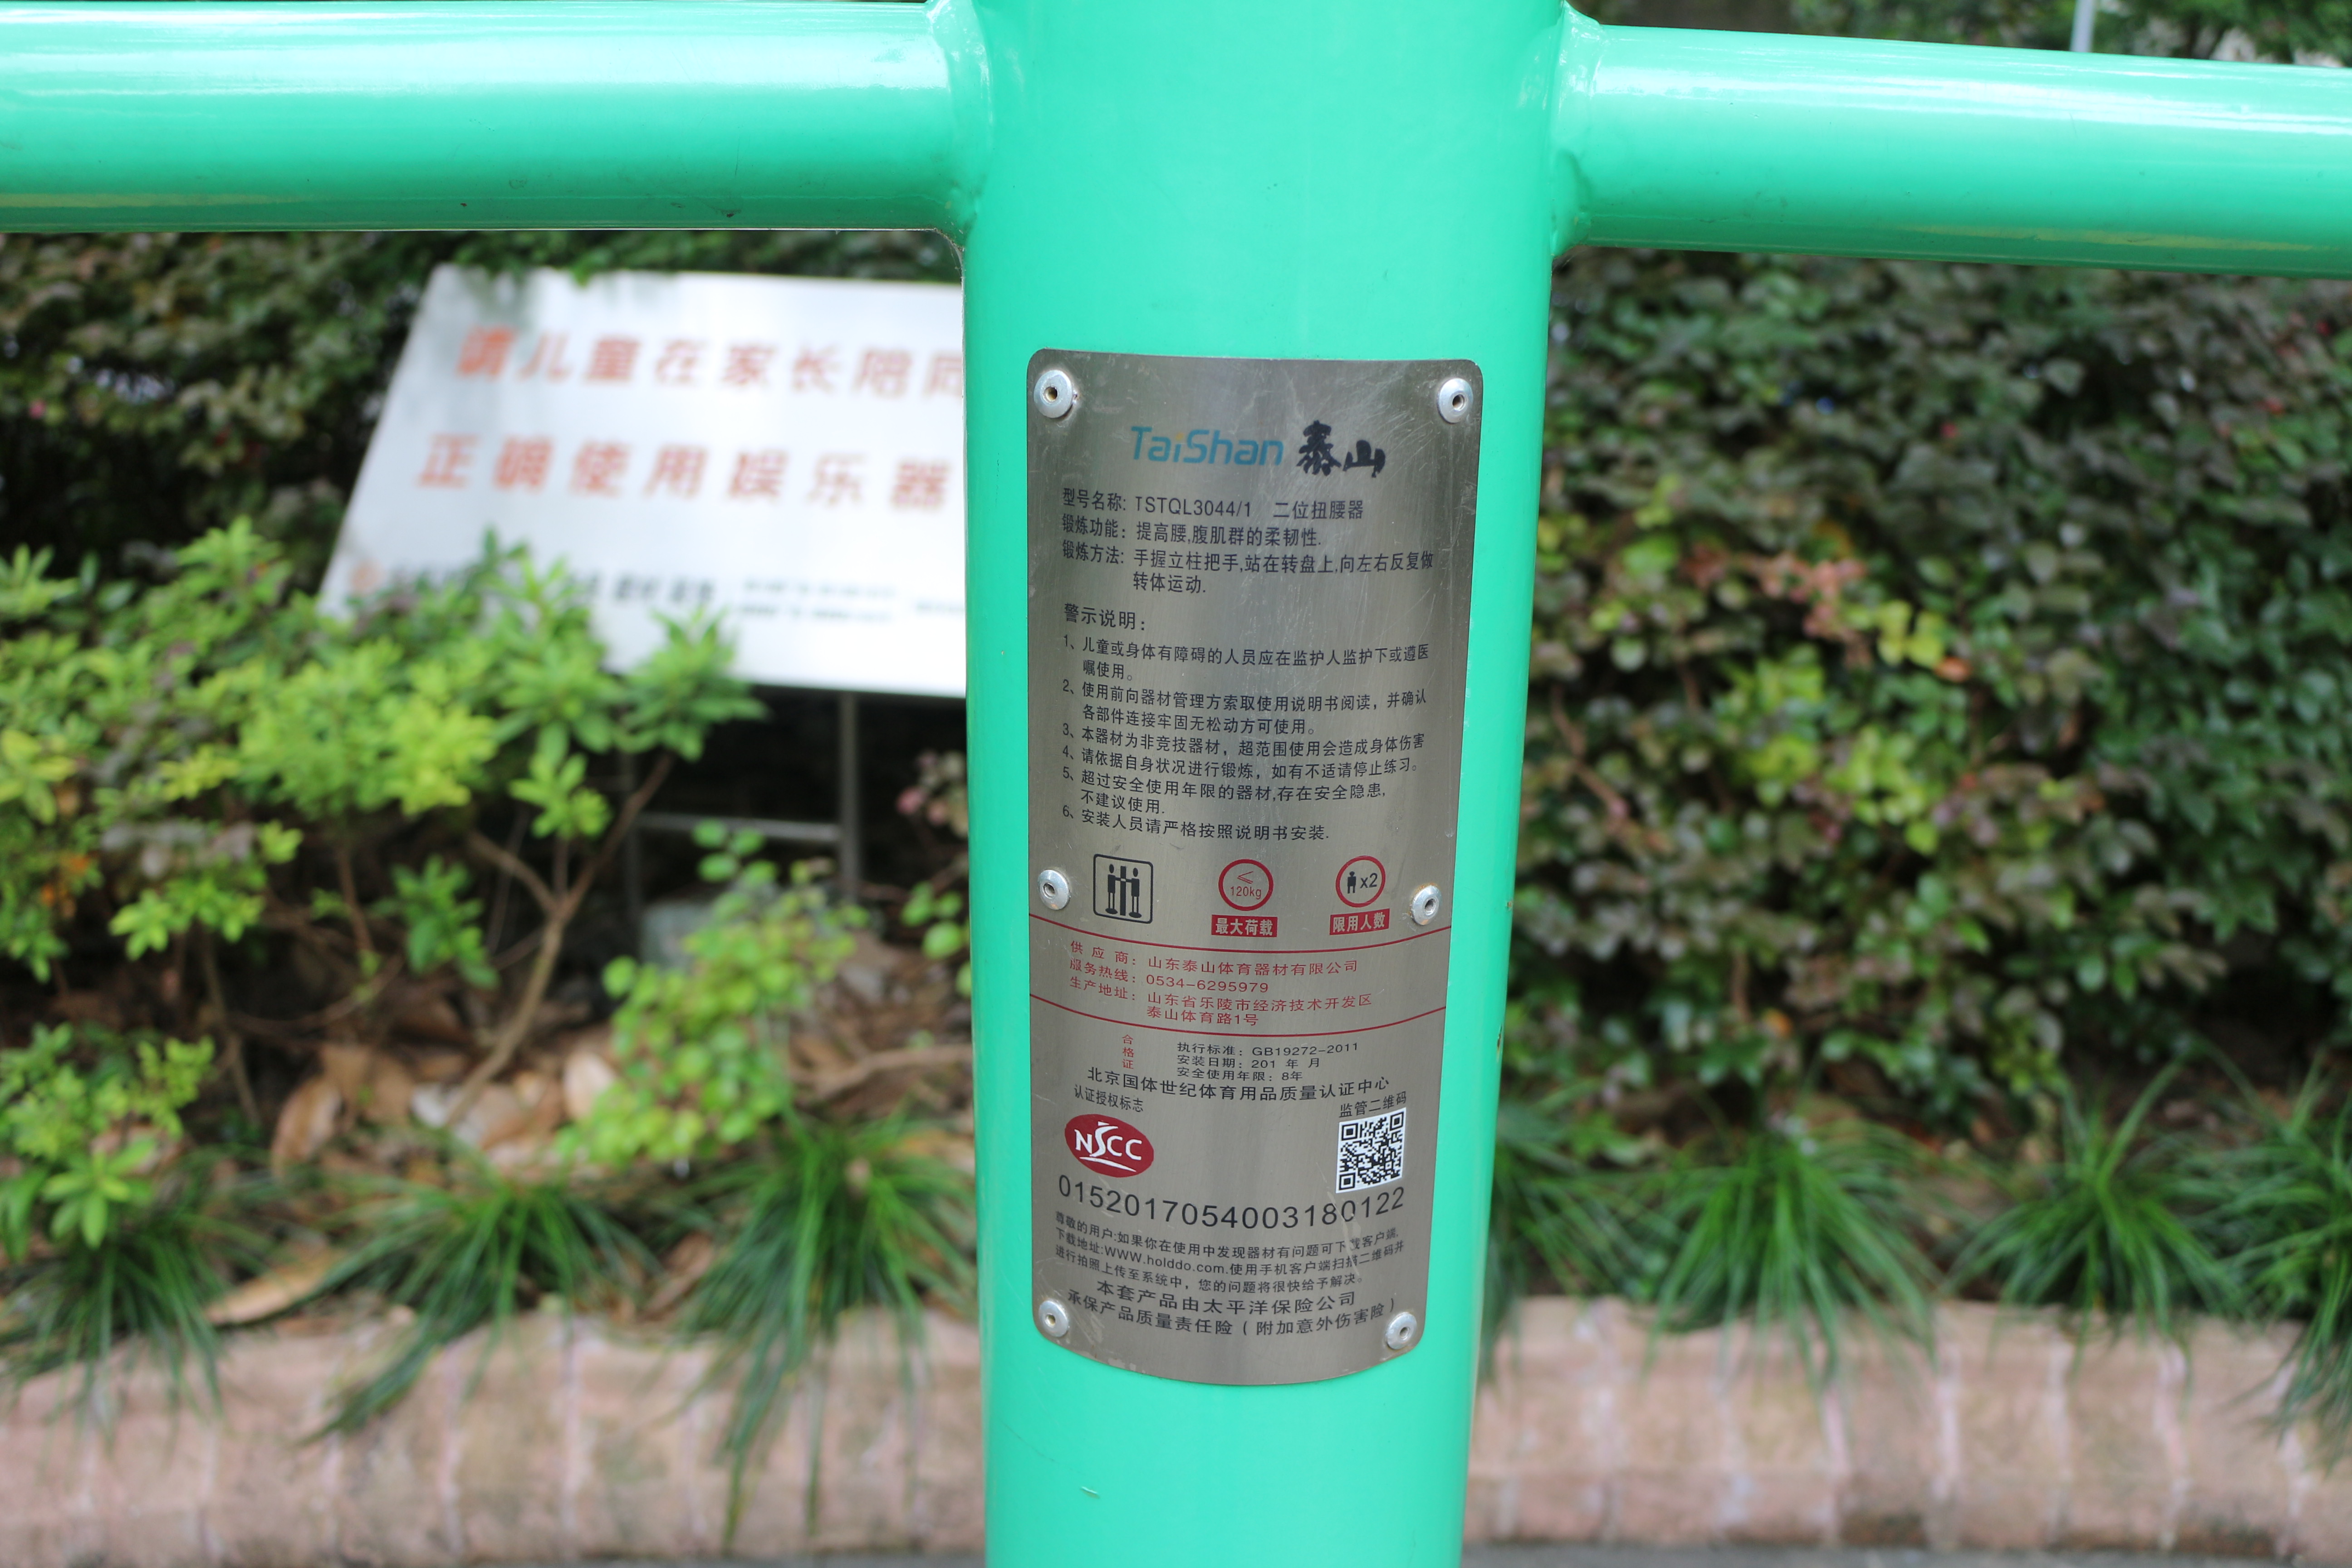 请儿童在家长陪同
正确使用娱乐器
TaiShan 泰山
型号名称: TSTQL3044/1 二位扭腰器
锻炼功能: 提高腰,腹肌群的柔韧性.
锻炼方法: 手握立柱把手,站在转盘上,向左右反复做
转体运动.
警示说明:
1、儿童或身体有障碍的人员应在监护人监护下或遵医
嘱使用。
2、使用前向器材管理方索取使用说明书阅读，并确认
各部件连接牢固无松动方可使用。
3、本器材为非竞技器材，超范围使用会造成身体伤害
4、请依据自身状况进行锻炼，如有不适请停止练习。
5、超过安全使用年限的器材,存在安全隐患,
不建议使用.
6、安装人员请严格按照说明书安装.
≤
120kg
最大荷载
x2
限用人数
供应商: 山东泰山体育器材有限公司
服务热线: 0534-6295979
生产地址: 山东省乐陵市经济技术开发区
泰山体育路1号
合格证
执行标准: GB19272-2011
安装日期: 201 年 月
安全使用年限: 8年
北京国体世纪体育用品质量认证中心
认证授权标志
监管二维码
NSCC
0152017054003180122
尊敬的用户:如果你在使用中发现器材有问题可下载客户端,
下载地址:WWW.holddo.com.使用手机客户端扫描二维码并
进行拍照上传至系统中，您的问题将很快给予解决。
本套产品由太平洋保险公司
承保产品质量责任险（附加意外伤害险）